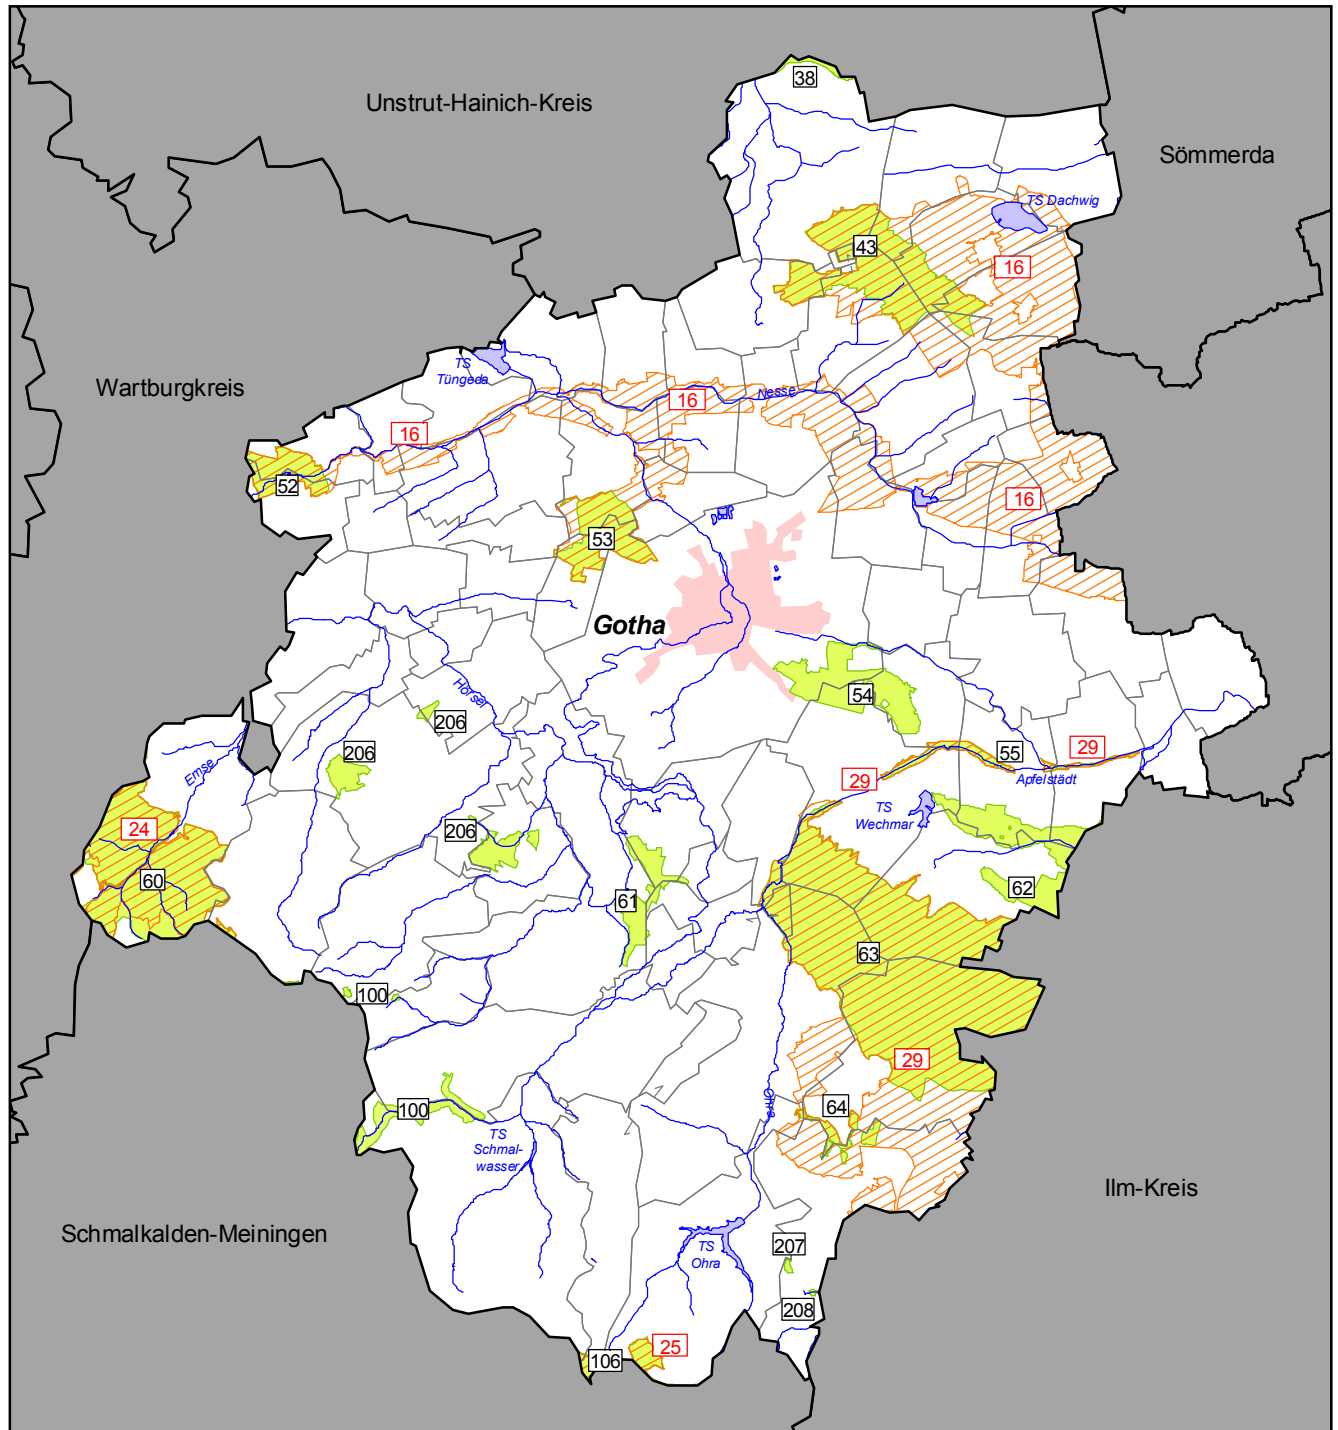 38
Unstrut-Hainich-Kreis
Sömmerda
TS Dachwig
43
16
TS
Tüngeda
Wartburgkreis
Nesse
16
16
52
16
53
Gotha
Hörsel
54
206
206
55
29
Emse
29
Apfelstädt
TS
Wechmar
24
206
60
62
61
63
100
29
Ohra
64
100
TS
Schmal-
wasser
Ilm-Kreis
Schmalkalden-Meiningen
207
TS
Ohra
208
25
106